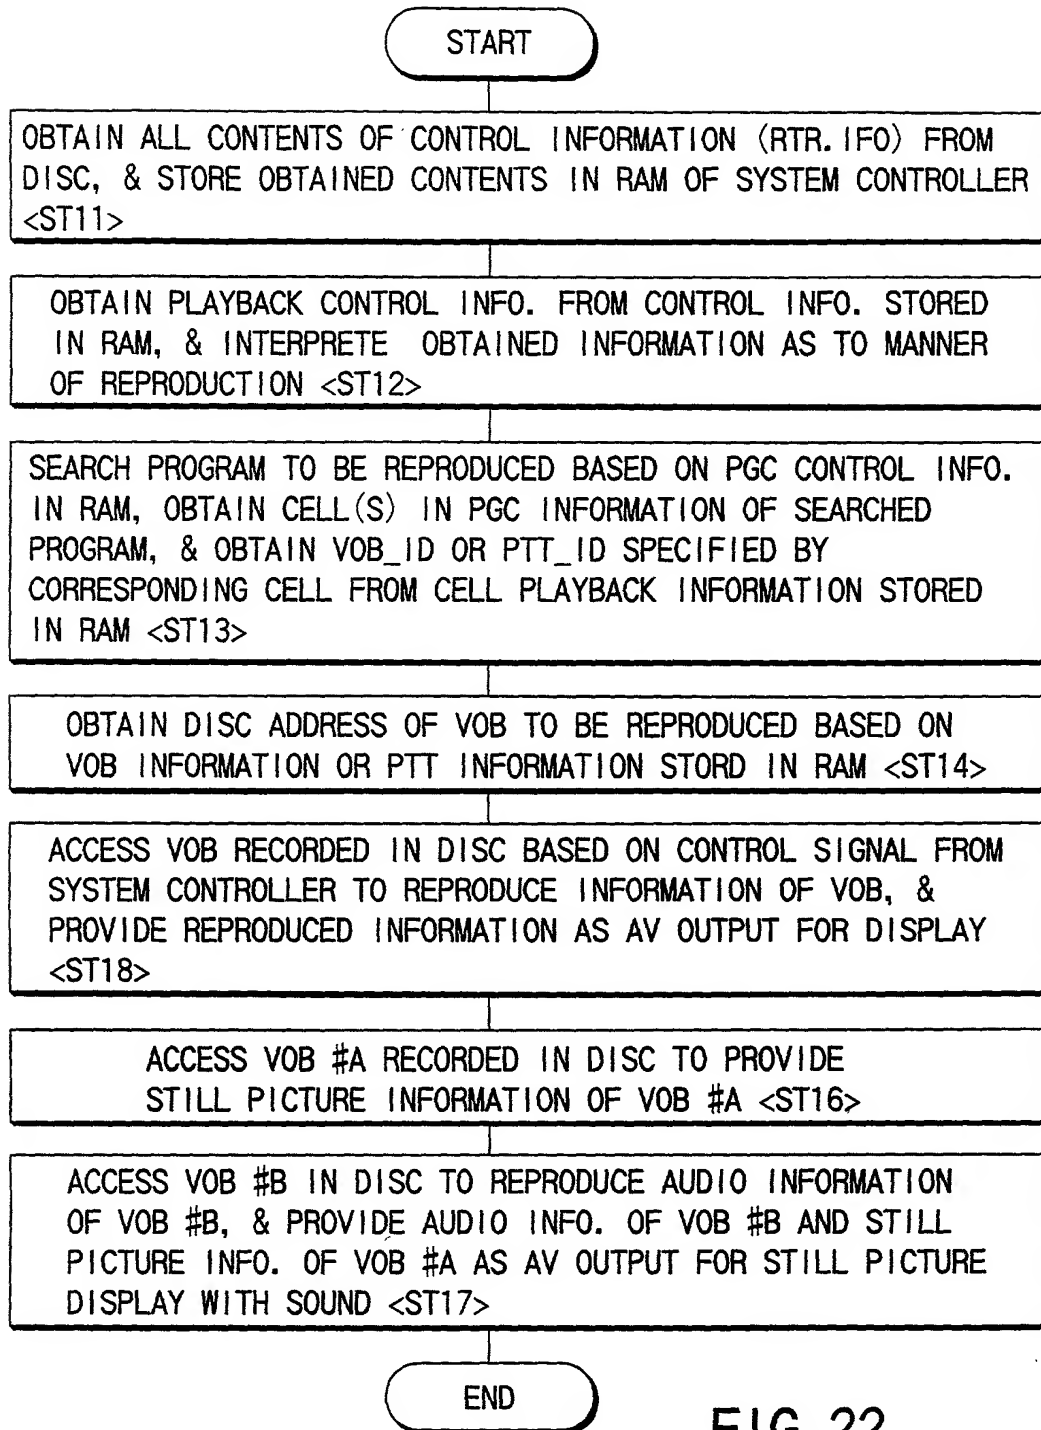 START
OBTAIN ALL CONTENTS OF CONTROL INFORMATION (RTR.IFO) FROM
DISC, & STORE OBTAINED CONTENTS IN RAM OF SYSTEM CONTROLLER
<ST11>
OBTAIN PLAYBACK CONTROL INFO. FROM CONTROL INFO. STORED
IN RAM, & INTERPRETE OBTAINED INFORMATION AS TO MANNER
OF REPRODUCTION <ST12>
SEARCH PROGRAM TO BE REPRODUCED BASED ON PGC CONTROL INFO.
IN RAM, OBTAIN CELL(S) IN PGC INFORMATION OF SEARCHED
PROGRAM, & OBTAIN VOB_ID OR PTT_ID SPECIFIED BY
CORRESPONDING CELL FROM CELL PLAYBACK INFORMATION STORED
IN RAM <ST13>
OBTAIN DISC ADDRESS OF VOB TO BE REPRODUCED BASED ON
VOB INFORMATION OR PTT INFORMATION STORD IN RAM <ST14>
ACCESS VOB RECORDED IN DISC BASED ON CONTROL SIGNAL FROM
SYSTEM CONTROLLER TO REPRODUCE INFORMATION OF VOB, &
PROVIDE REPRODUCED INFORMATION AS AV OUTPUT FOR DISPLAY
<ST18>
ACCESS VOB #A RECORDED IN DISC TO PROVIDE
STILL PICTURE INFORMATION OF VOB #A <ST16>
ACCESS VOB #B IN DISC TO REPRODUCE AUDIO INFORMATION
OF VOB #B, & PROVIDE AUDIO INFO. OF VOB #B AND STILL
PICTURE INFO. OF VOB #A AS AV OUTPUT FOR STILL PICTURE
DISPLAY WITH SOUND <ST17>
END
FIG. 22